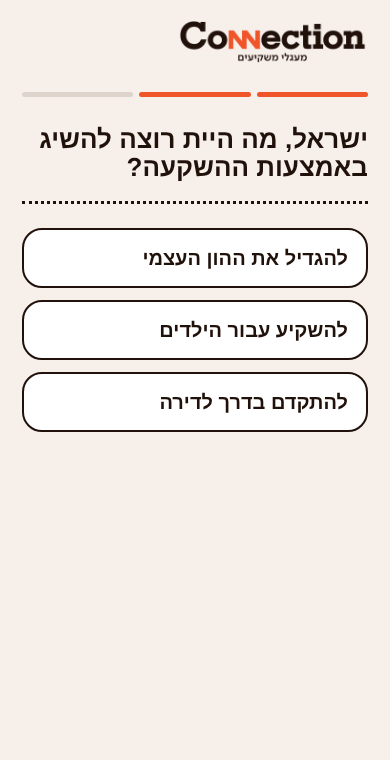 Connection
מעגלי משקיעים
ישראל, מה היית רוצה להשיג
באמצעות ההשקעה?
להגדיל את ההון העצמי
להשקיע עבור הילדים
להתקדם בדרך לדירה